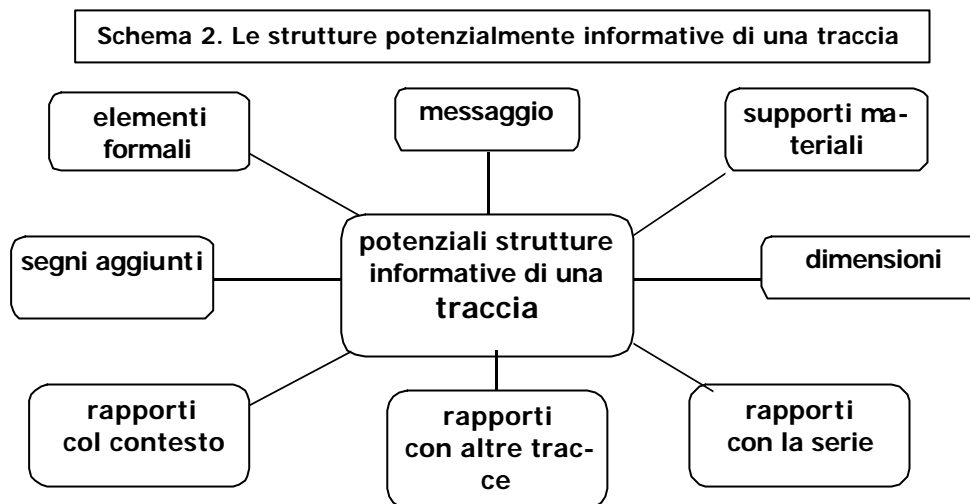 Schema 2. Le strutture potenzialmente informative di una traccia
elementi
formali
messaggio
supporti ma-
teriali
segni aggiunti
potenziali strutture
informative di una
traccia
dimensioni
rapporti
col contesto
rapporti
con altre trac-
ce
rapporti
con la serie